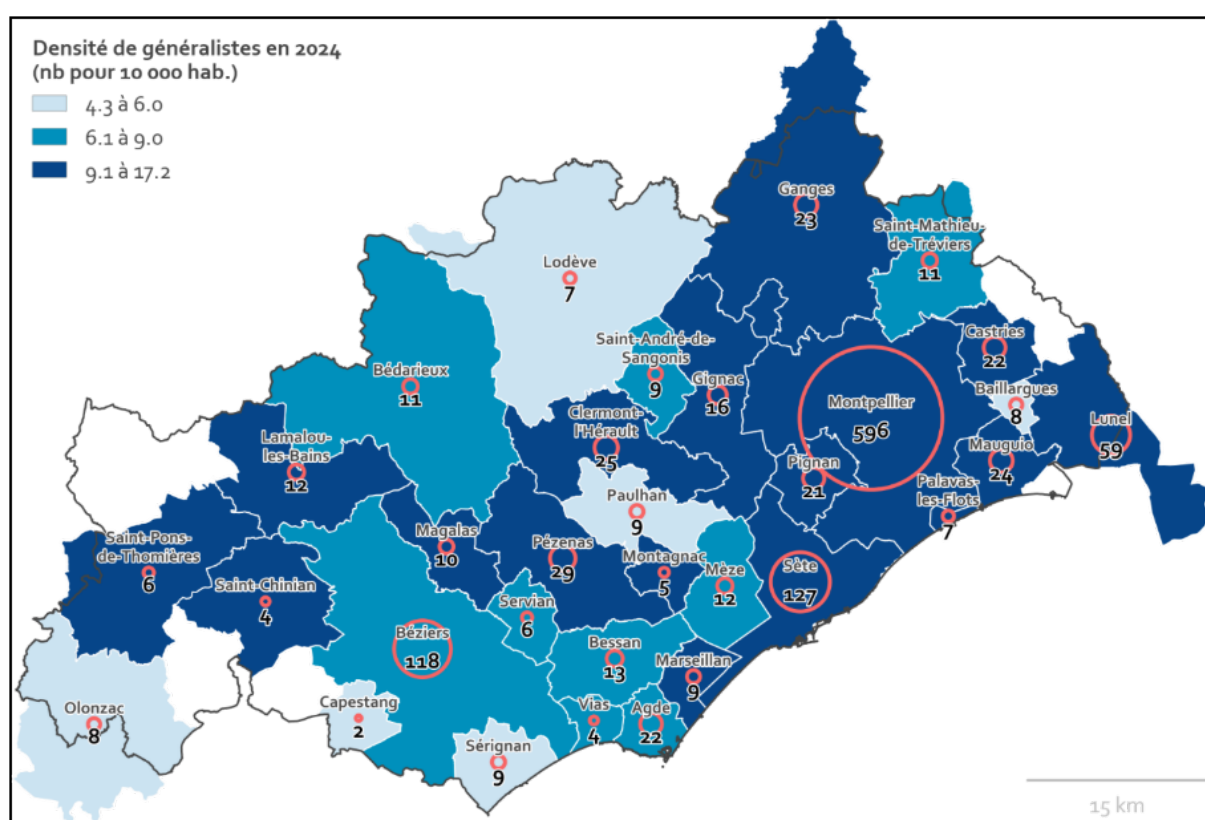 Densité de généralistes en 2024
(nb pour 10 000 hab.)
4.3 à 6.0
6.1 à 9.0
9.1 à 17.2
Ganges
23
Saint-Mathieu-
de-Tréviers
11
Lodève
7
Castries
22
Saint-André-de-
Sangonis
9
Bédarieux
11
Gignac
16
Baillargues
8
Montpellier
596
Lunel
59
Clermont-
l'Hérault
25
Lamalou-
les-Bains
12
Mauguio
24
Pignan
21
Palavas-
les-Flots
7
Paulhan
9
Magalas
10
Pézenas
29
Montagnac
5
Saint-Pons-
de-Thomières
6
Mèze
12
Sète
127
Saint-Chinian
4
Servian
6
Béziers
118
Bessan
13
Marseillan
9
Capestang
2
Olonzac
8
Vias
4
Agde
22
Sérignan
9
15 km